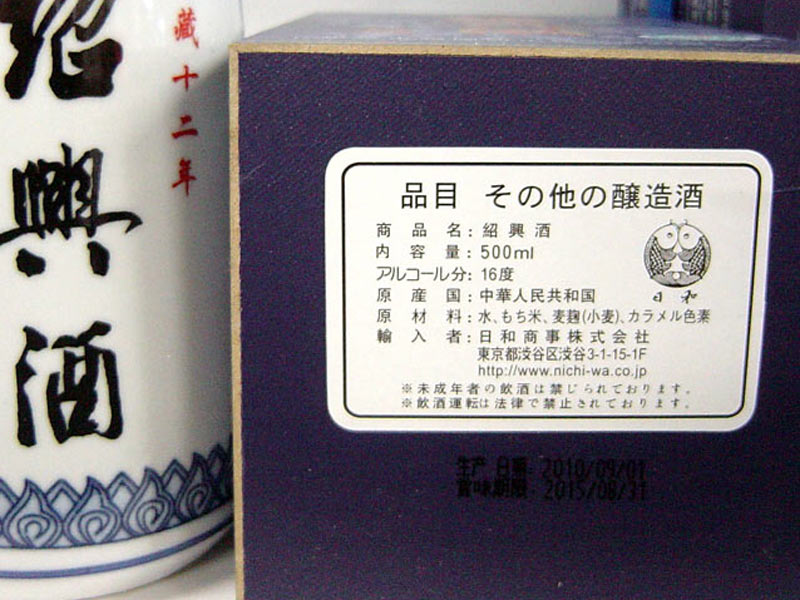 紹興酒
藏十二年
品目 その他の醸造酒
商品名:紹興酒
内容量:500ml
アルコール分:16度
原産国:中華人民共和国
原材料:水、もち米、麦麹(小麦)、カラメル色素
輸入者:日和商事株式会社
東京都渋谷区渋谷3-1-15-1F
http://www.nichi-wa.co.jp
※未成年者の飲酒は禁じられております。
※飲酒運転は法律で禁止されております。
日和
生产日期:2010/09/01
賞味期限:2015/08/31